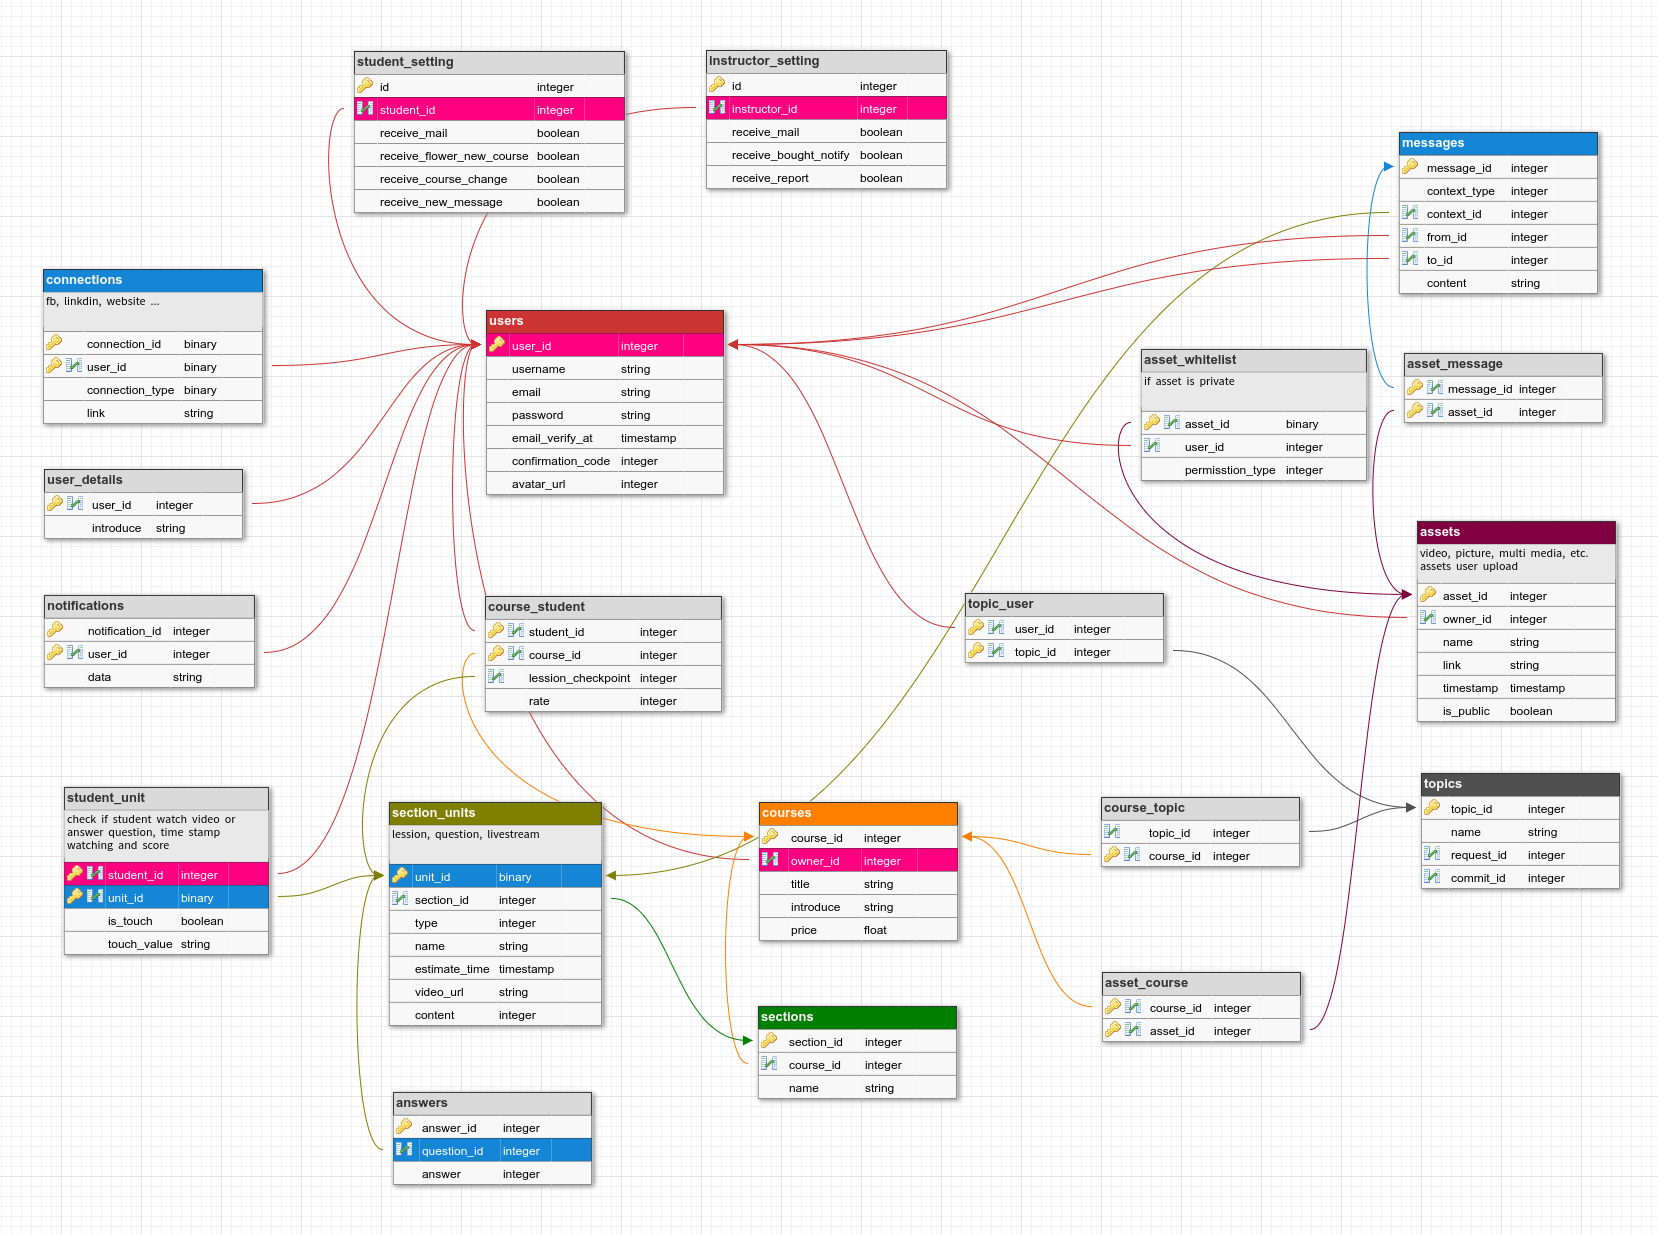 student_setting
id integer
student_id integer
receive_mail boolean
receive_flower_new_course boolean
receive_course_change boolean
receive_new_message boolean
instructor_setting
id integer
instructor_id integer
receive_mail boolean
receive_bought_notify boolean
receive_report boolean
messages
message_id integer
context_type integer
context_id integer
from_id integer
to_id integer
content string
connections
fb, linkdin, website ...
connection_id binary
user_id binary
connection_type binary
link string
users
user_id integer
username string
email string
password string
email_verify_at timestamp
confirmation_code integer
avatar_url integer
asset_whitelist
if asset is private
asset_id binary
user_id integer
permisstion_type integer
asset_message
message_id integer
asset_id integer
user_details
user_id integer
introduce string
assets
video, picture, multi media, etc.
assets user upload
asset_id integer
owner_id integer
name string
link string
timestamp timestamp
is_public boolean
notifications
notification_id integer
user_id integer
data string
course_student
student_id integer
course_id integer
lession_checkpoint integer
rate integer
topic_user
user_id integer
topic_id integer
topics
topic_id integer
name string
request_id integer
commit_id integer
student_unit
check if student watch video or
answer question, time stamp
watching and score
student_id integer
unit_id binary
is_touch boolean
touch_value string
section_units
lession, question, livestream
unit_id binary
section_id integer
type integer
name string
estimate_time timestamp
video_url string
content integer
courses
course_id integer
owner_id integer
title string
introduce string
price float
course_topic
topic_id integer
course_id integer
asset_course
course_id integer
asset_id integer
sections
section_id integer
course_id integer
name string
answers
answer_id integer
question_id integer
answer integer